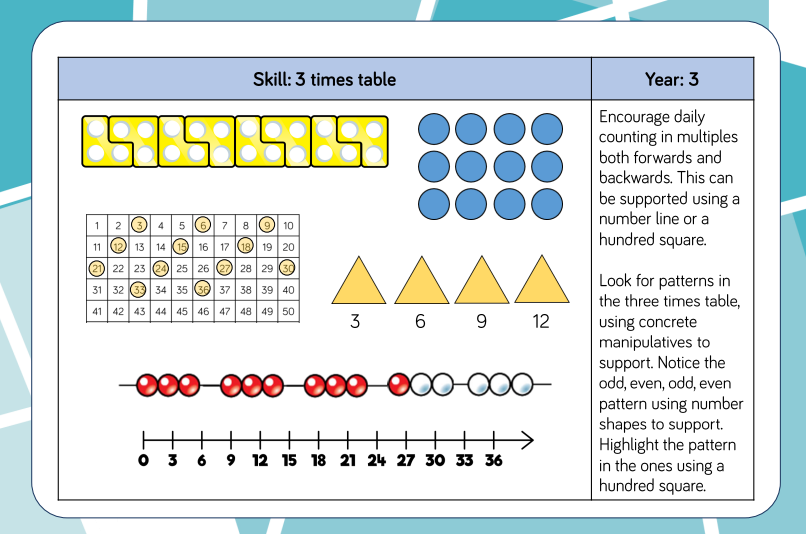 Skill: 3 times table
Year: 3
Encourage daily
counting in multiples
both forwards and
backwards. This can
be supported using a
number line or a
hundred square.
Look for patterns in
the three times table,
using concrete
manipulatives to
support. Notice the
odd, even, odd, even
pattern using number
shapes to support.
Highlight the pattern
in the ones using a
hundred square.
1 2 3 4 5 6 7 8 9 10
11 12 13 14 15 16 17 18 19 20
21 22 23 24 25 26 27 28 29 30
31 32 33 34 35 36 37 38 39 40
41 42 43 44 45 46 47 48 49 50
3 6 9 12
0 3 6 9 12 15 18 21 24 27 30 33 36